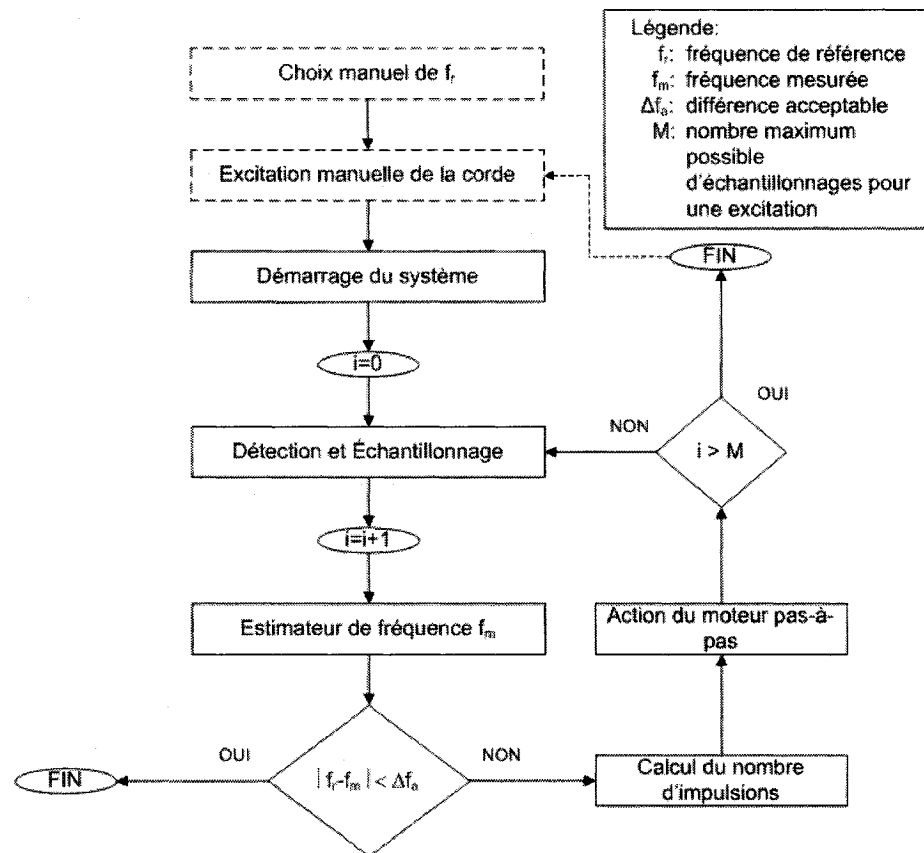 Choix manuel de fᵣ
Excitation manuelle de la corde
Démarrage du système
i=0
Détection et Échantillonnage
i=i+1
Estimateur de fréquence fₘ
| fᵣ-fₘ | < Δfₐ
OUI
FIN
NON
Calcul du nombre
d'impulsions
Action du moteur pas-à-
pas
i > M
NON
OUI
FIN
Légende:
fᵣ: fréquence de référence
fₘ: fréquence mesurée
Δfₐ: différence acceptable
M: nombre maximum
possible
d'échantillonnages pour
une excitation